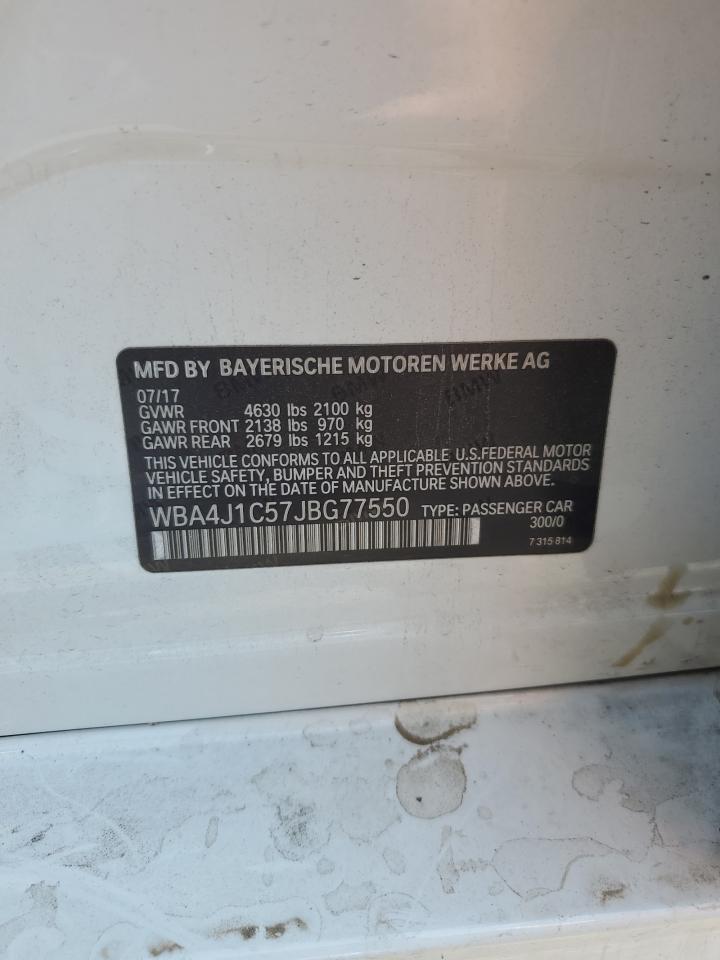 MFD BY BAYERISCHE MOTOREN WERKE AG
07/17
GVWR 4630 lbs 2100 kg
GAWR FRONT 2138 lbs 970 kg
GAWR REAR 2679 lbs 1215 kg
THIS VEHICLE CONFORMS TO ALL APPLICABLE U.S.FEDERAL MOTOR
VEHICLE SAFETY, BUMPER AND THEFT PREVENTION STANDARDS
IN EFFECT ON THE DATE OF MANUFACTURE SHOWN ABOVE.
WBA4J1C57JBG77550 TYPE: PASSENGER CAR
300/0
7 315 814